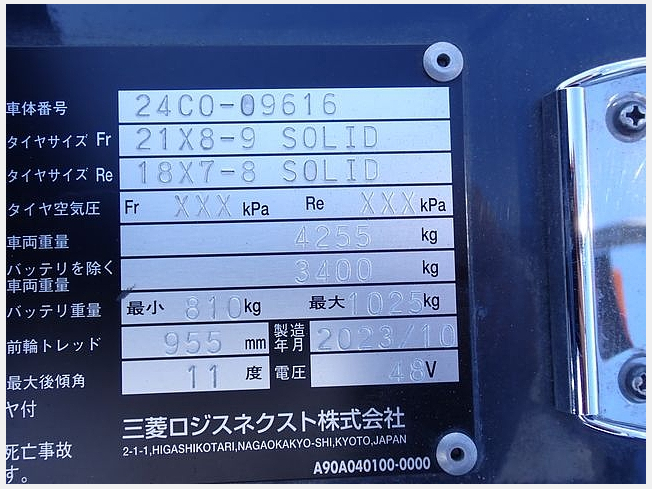 車体番号 24C0-09616
タイヤサイズ Fr 21X8-9 SOLID
タイヤサイズ Re 18X7-8 SOLID
タイヤ空気圧 Fr XXX kPa Re XXX kPa
車両重量 4255 kg
バッテリを除く車両重量 3400 kg
バッテリ重量 最小 810 kg 最大 1025 kg
前輪トレッド 955 mm 製造年月 2023/10
最大後傾角 11 度 電圧 48 V
ヤ付
三菱ロジスネクスト株式会社
死亡事故
2-1-1,HIGASHIKOTARI,NAGAOKAKYO-SHI,KYOTO,JAPAN
す。
A90A040100-0000